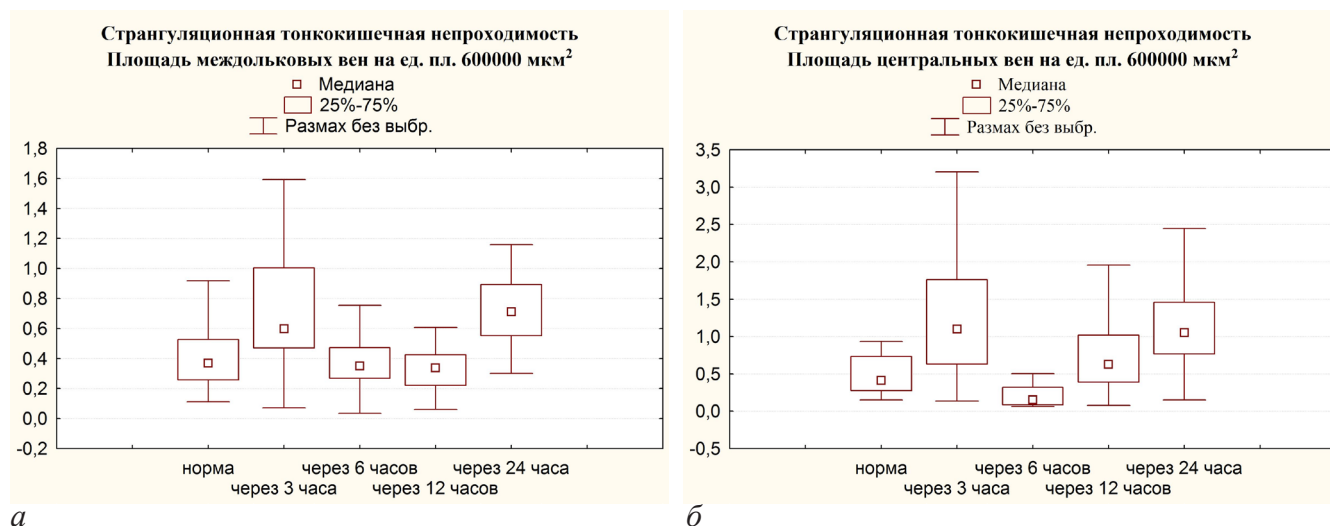 Странгуляционная тонкокишечная непроходимость
Площадь междольковых вен на ед. пл. 600000 мкм²
Медиана
25%-75%
Размах без выбр.
1,8
1,6
1,4
1,2
1,0
0,8
0,6
0,4
0,2
0,0
-0,2
норма
через 6 часов
через 24 часа
через 3 часа
через 12 часов
а
Странгуляционная тонкокишечная непроходимость
Площадь центральных вен на ед. пл. 600000 мкм²
Медиана
25%-75%
Размах без выбр.
3,5
3,0
2,5
2,0
1,5
1,0
0,5
0,0
-0,5
норма
через 6 часов
через 24 часа
через 3 часа
через 12 часов
б